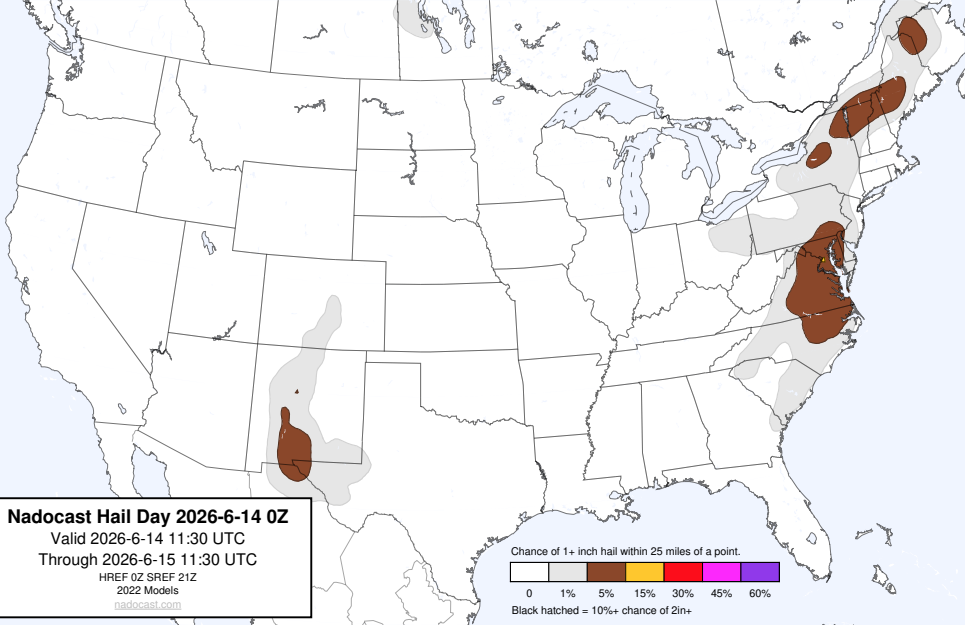 Nadocast Hail Day 2026-6-14 0Z
Valid 2026-6-14 11:30 UTC
Through 2026-6-15 11:30 UTC
HREF 0Z SREF 21Z
2022 Models
nadocast.com
Chance of 1+ inch hail within 25 miles of a point.
0 1% 5% 15% 30% 45% 60%
Black hatched = 10%+ chance of 2in+